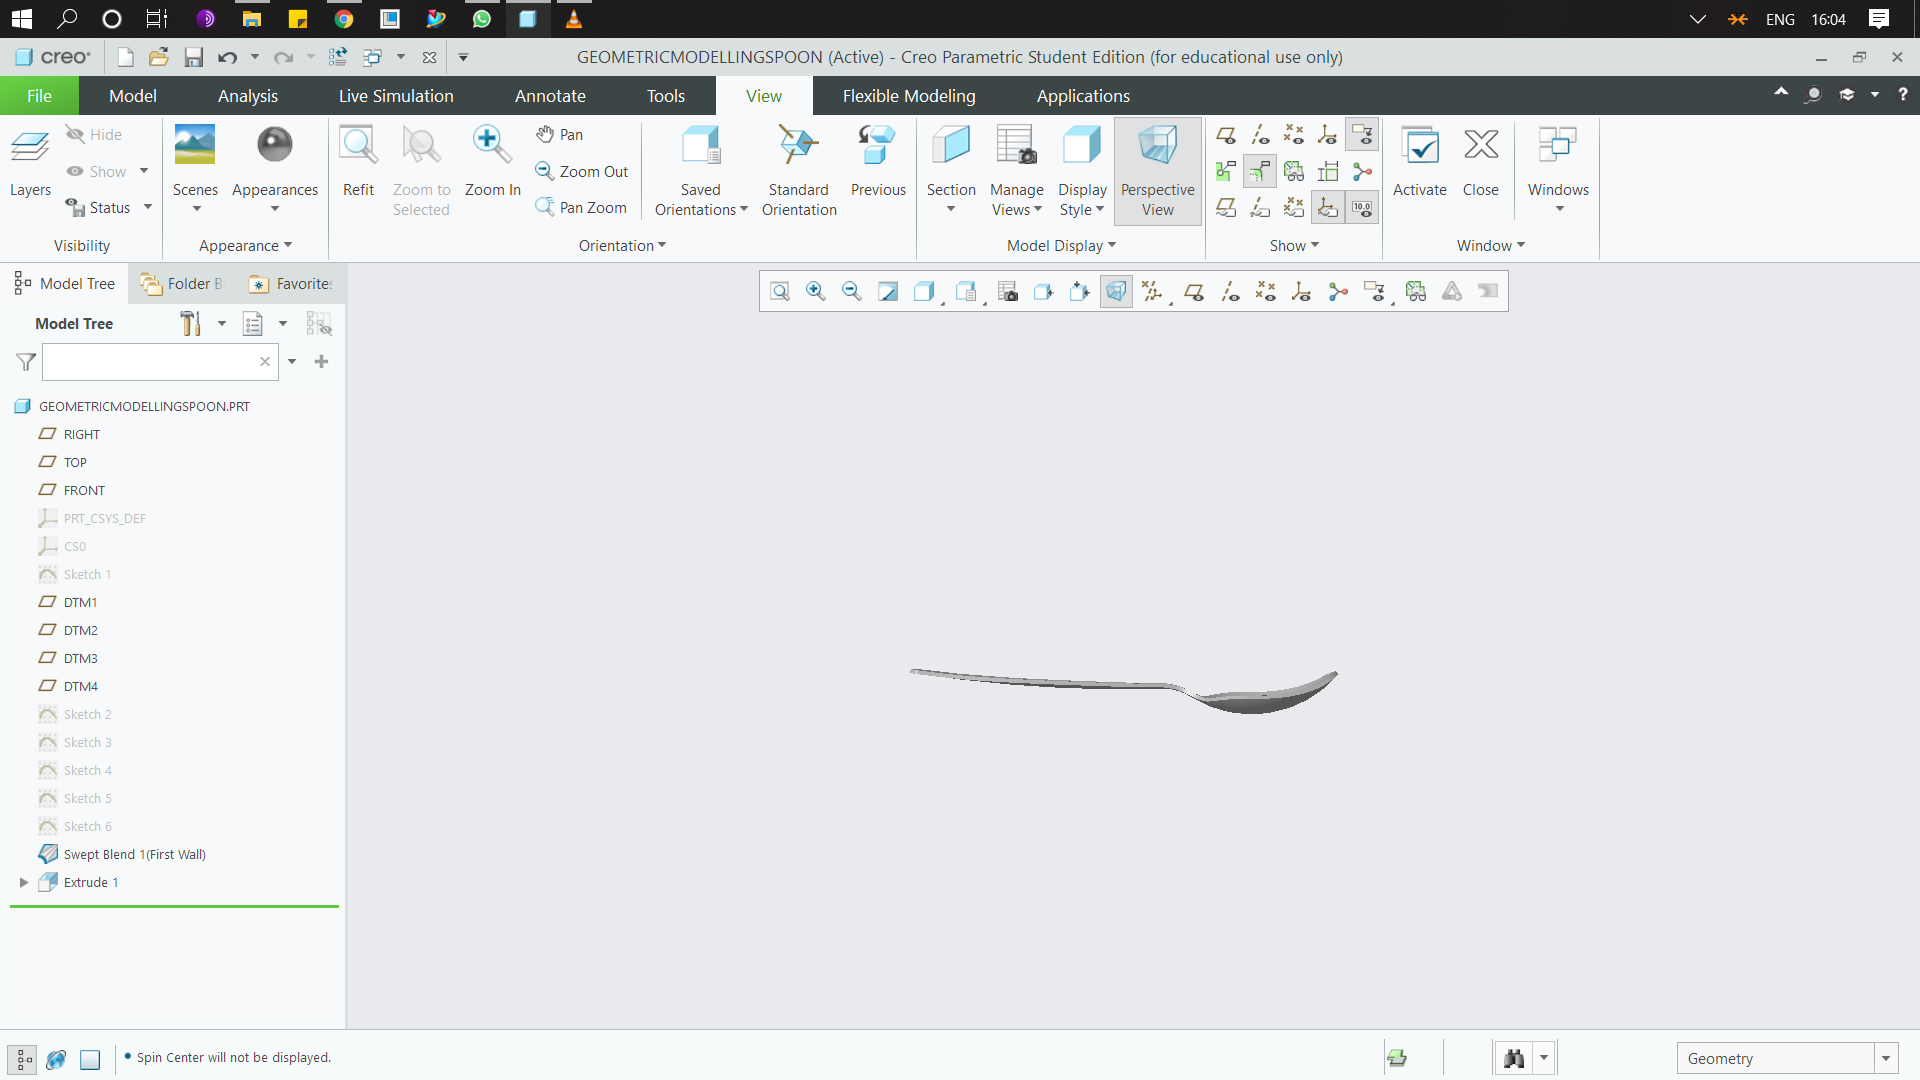 ENG 16:04
creo
GEOMETRICMODELLINGSPOON (Active) - Creo Parametric Student Edition (for educational use only)
File Model Analysis Live Simulation Annotate Tools View Flexible Modeling Applications
Layers
Hide
Show
Status
Visibility
Scenes
Appearances
Appearance
Refit
Zoom to
Selected
Zoom In
Pan
Zoom Out
Pan Zoom
Saved
Orientations
Standard
Orientation
Previous
Orientation
Section
Manage
Views
Display
Style
Perspective
View
Model Display
10.0
Show
Activate
Close
Windows
Window
Model Tree
Folder B
Favorites
Model Tree
GEOMETRICMODELLINGSPOON.PRT
RIGHT
TOP
FRONT
PRT_CSYS_DEF
CS0
Sketch 1
DTM1
DTM2
DTM3
DTM4
Sketch 2
Sketch 3
Sketch 4
Sketch 5
Sketch 6
Swept Blend 1(First Wall)
Extrude 1
• Spin Center will not be displayed.
Geometry